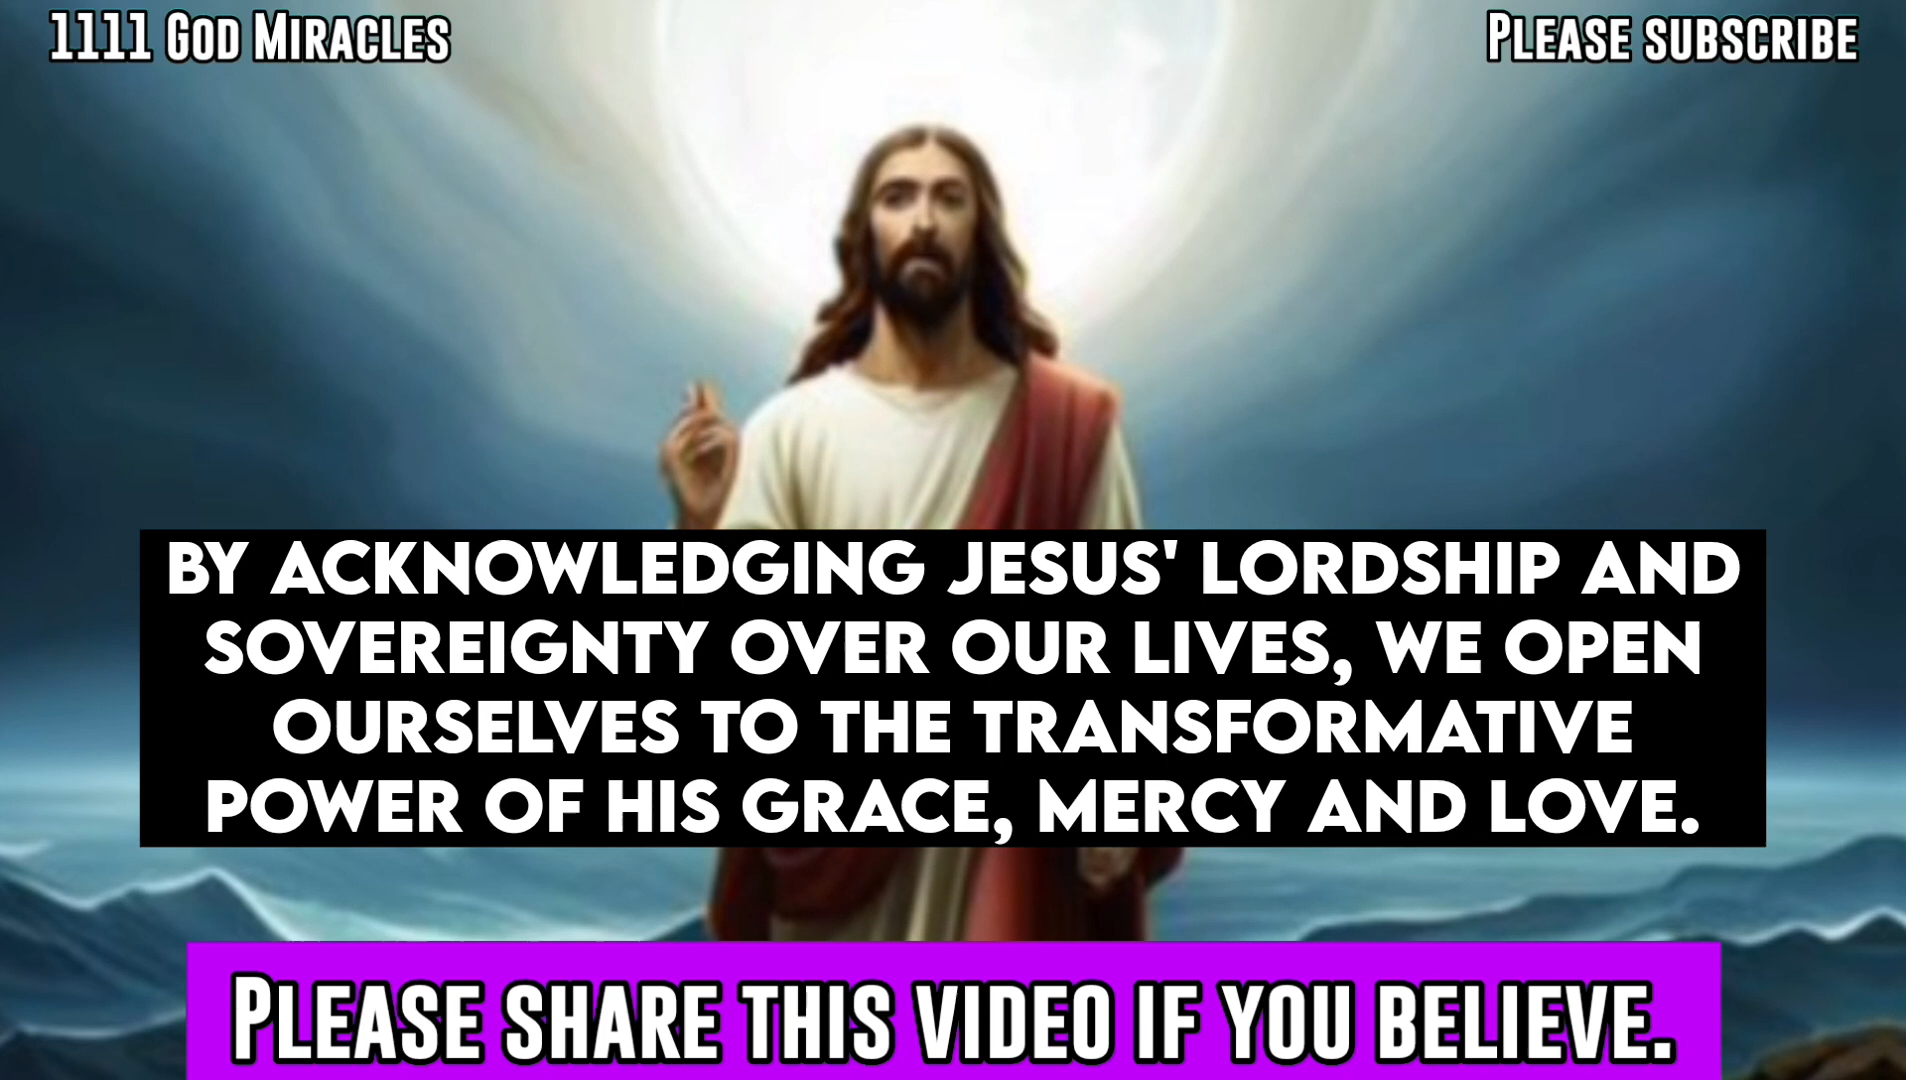 1111 God Miracles
Please subscribe
BY ACKNOWLEDGING JESUS' LORDSHIP AND
SOVEREIGNTY OVER OUR LIVES, WE OPEN
OURSELVES TO THE TRANSFORMATIVE
POWER OF HIS GRACE, MERCY AND LOVE.
Please share this video if you believe.